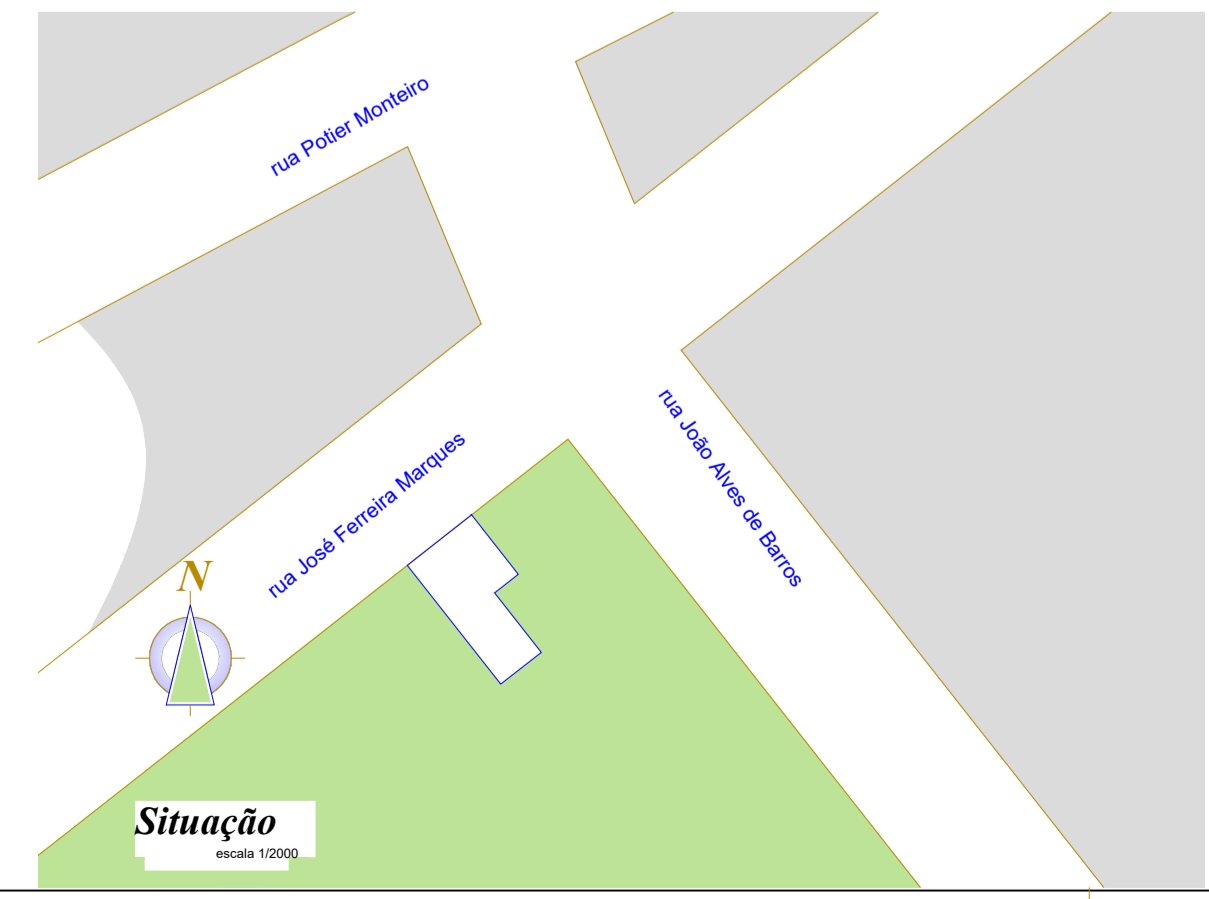 rua Potier Monteiro
rua José Ferreira Marques
rua João Alves de Barros
N
Situação
escala 1/2000